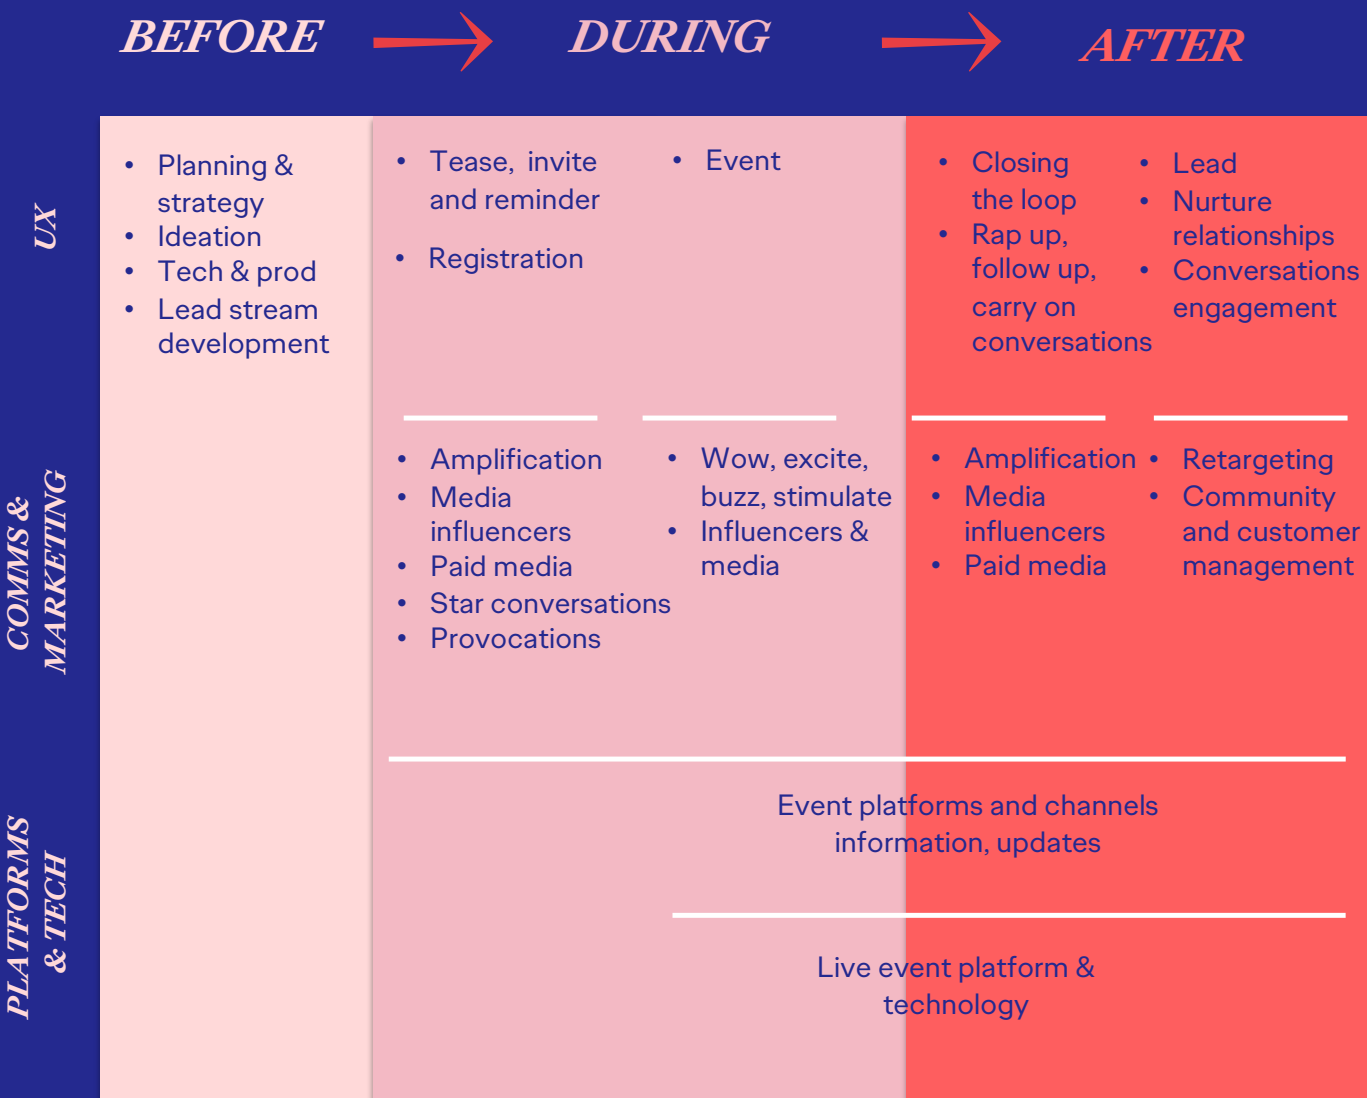 BEFORE
DURING
AFTER
UX
• Planning &
strategy
• Ideation
• Tech & prod
• Lead stream
development
• Tease, invite
and reminder
• Registration
• Event
• Closing
the loop
• Rap up,
follow up,
carry on
conversations
• Lead
• Nurture
relationships
• Conversations
engagement
COMMS &
MARKETING
• Amplification
• Media
influencers
• Paid media
• Star conversations
• Provocations
• Wow, excite,
buzz, stimulate
• Influencers &
media
• Amplification
• Media
influencers
• Paid media
• Retargeting
• Community
and customer
management
PLATFORMS
& TECH
Event platforms and channels
information, updates
Live event platform &
technology